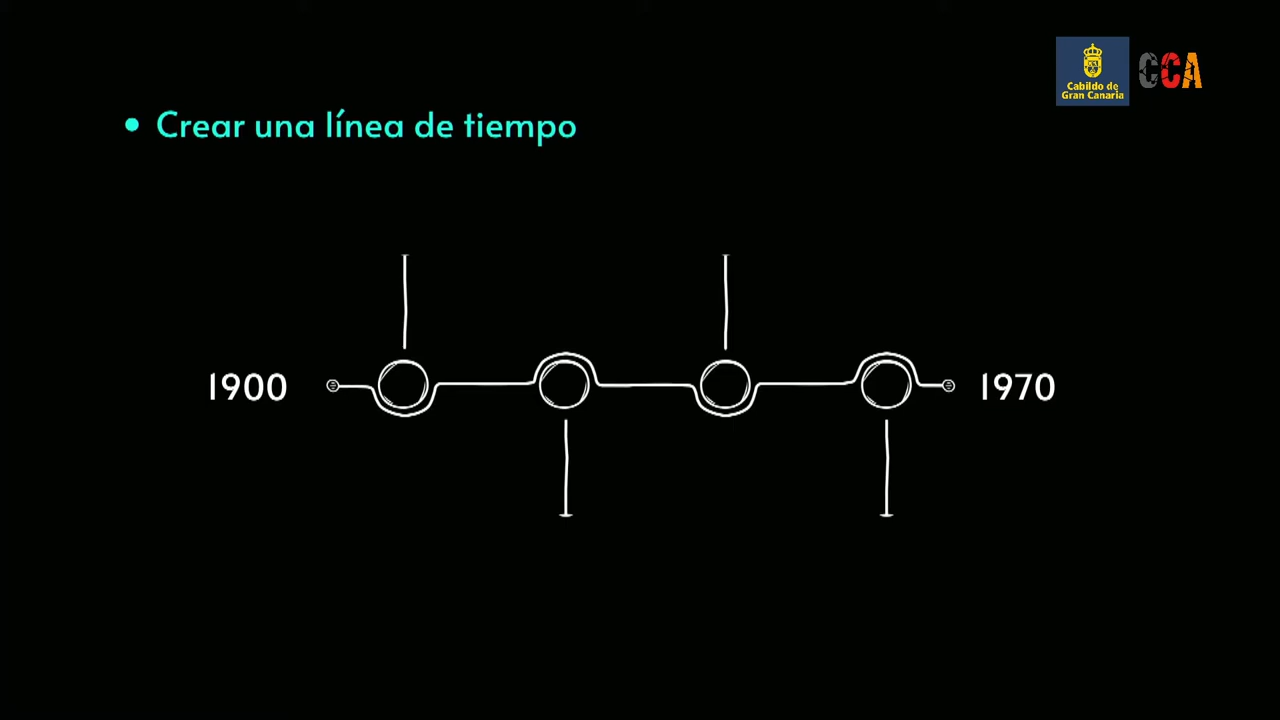 Cabildo de
Gran Canaria
CCA
• Crear una línea de tiempo
1900
1970